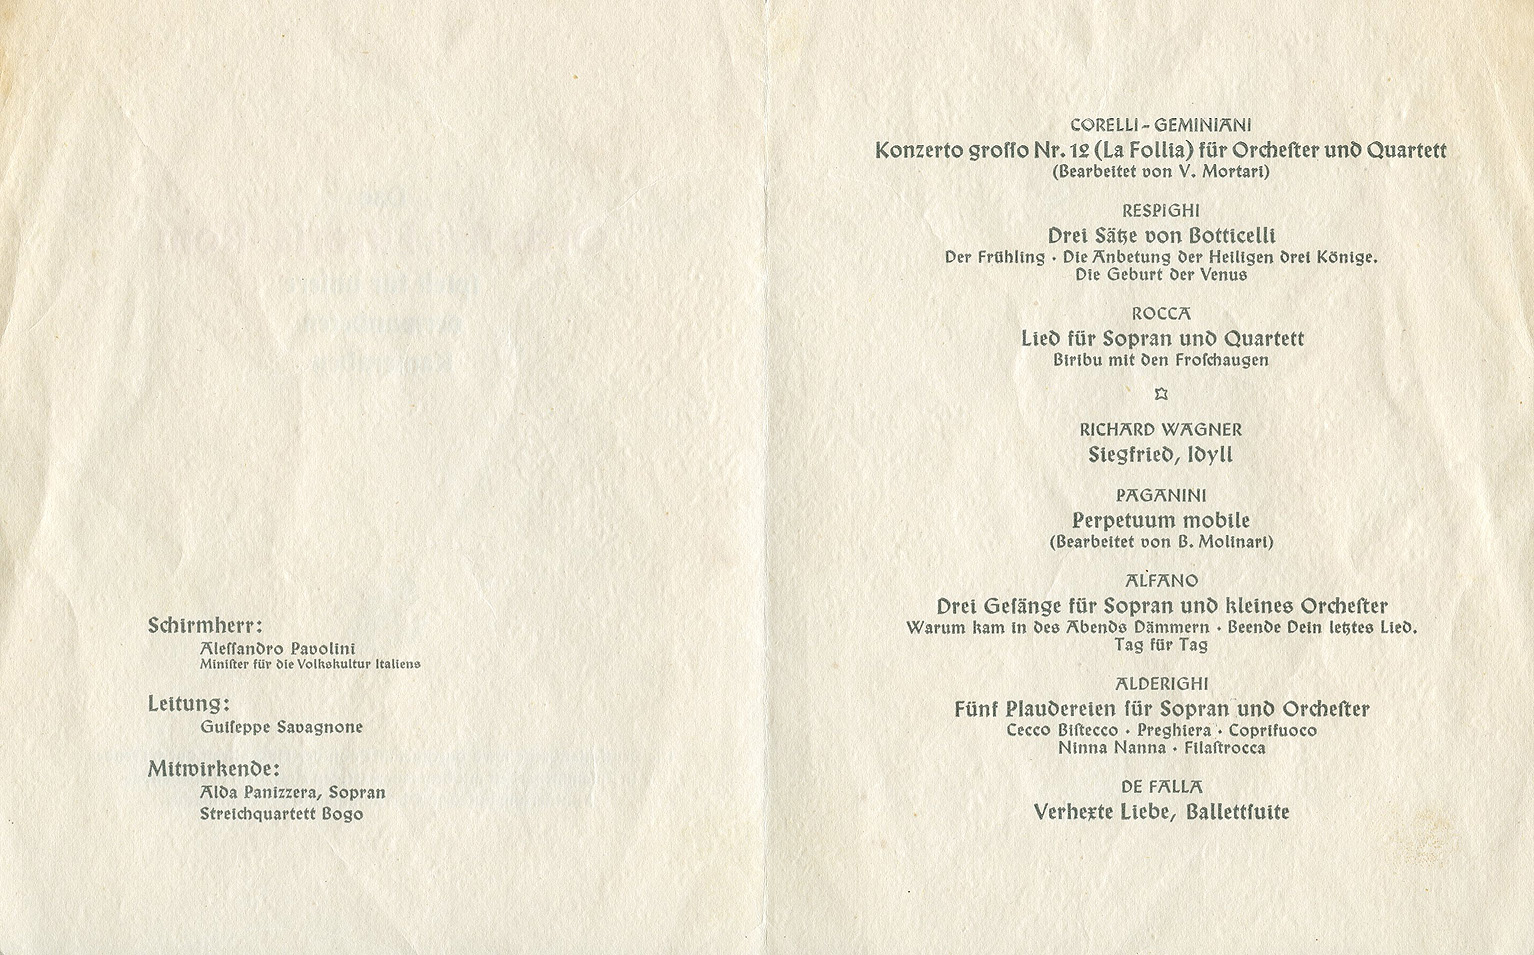 Schirmherr:
Aleſſandro Pavolini
Miniſter für die Volkskultur Italiens
Leitung:
Guiſeppe Savagnone
Mitwirkende:
Alda Panizzera, Sopran
Streichquartett Bogo
CORELLI - GEMINIANI
Konzerto groſſo Nr. 12 (La Follia) für Orcheſter und Quartett
(Bearbeitet von V. Mortari)
RESPIGHI
Drei Sätze von Botticelli
Der Frühling · Die Anbetung der Heiligen drei Könige.
Die Geburt der Venus
ROCCA
Lied für Sopran und Quartett
Biribu mit den Froſchaugen
RICHARD WAGNER
Siegfried, Idyll
PAGANINI
Perpetuum mobile
(Bearbeitet von B. Molinari)
ALFANO
Drei Geſänge für Sopran und kleines Orcheſter
Warum kam in des Abends Dämmern · Beende Dein letztes Lied.
Tag für Tag
ALDERIGHI
Fünf Plaudereien für Sopran und Orcheſter
Cecco Biſtecco · Preghiera · Coprifuoco
Ninna Nanna · Filaſtrocca
DE FALLA
Verhexte Liebe, Ballettſuite